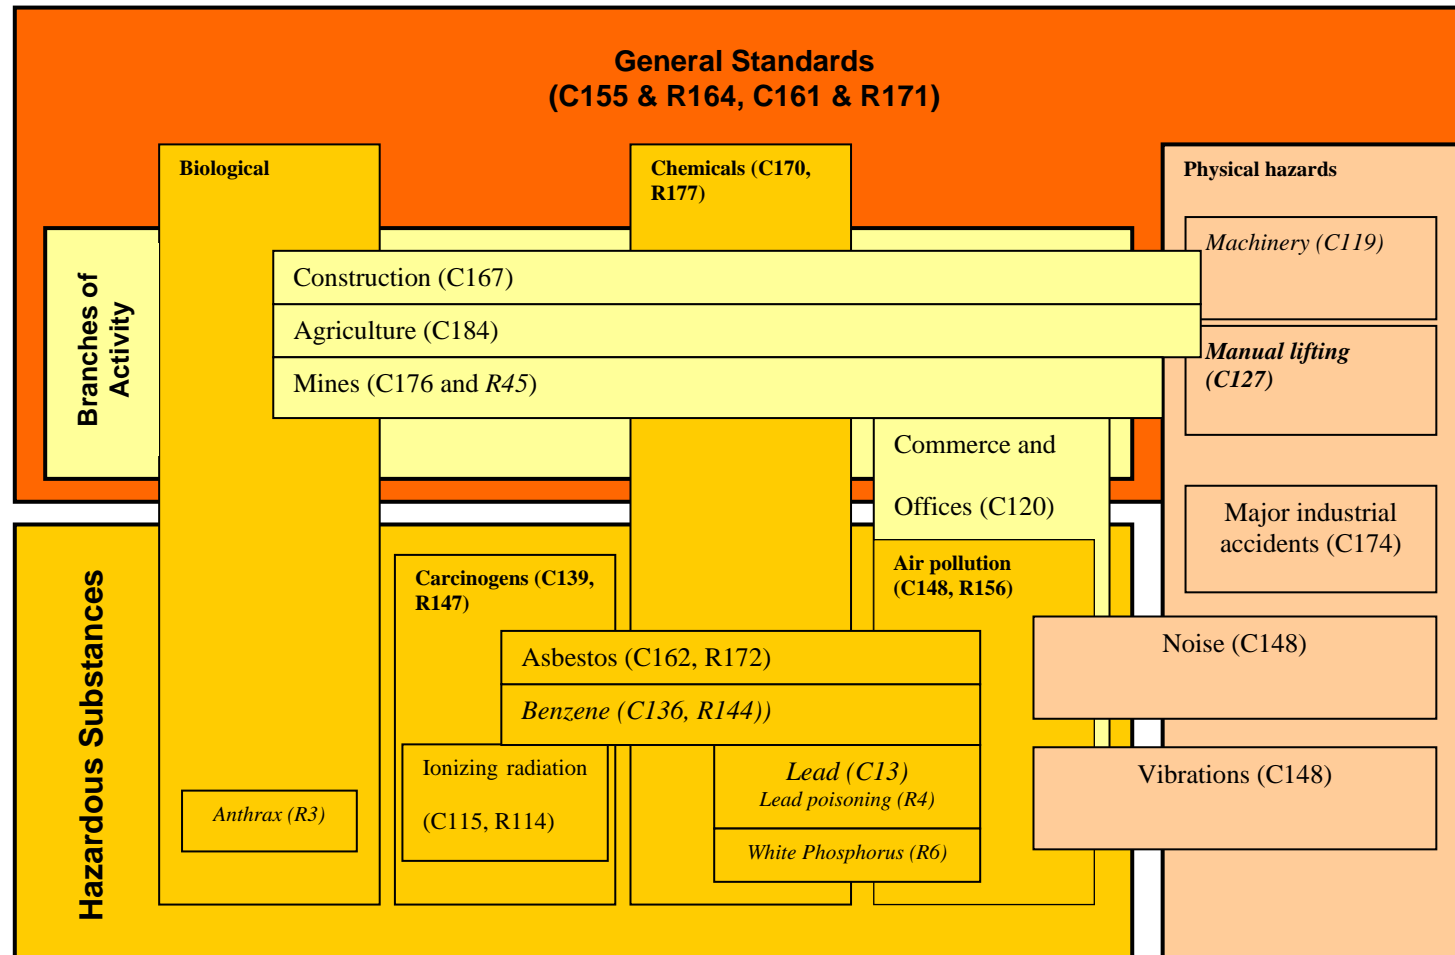 General Standards
(C155 & R164, C161 & R171)
Biological
Chemicals (C170,
R177)
Physical hazards
Branches of
Activity
Machinery (C119)
Construction (C167)
Agriculture (C184)
Mines (C176 and R45)
Manual lifting
(C127)
Commerce and
Offices (C120)
Major industrial
accidents (C174)
Hazardous Substances
Carcinogens (C139,
R147)
Air pollution
(C148, R156)
Asbestos (C162, R172)
Noise (C148)
Benzene (C136, R144))
Ionizing radiation
(C115, R114)
Lead (C13)
Lead poisoning (R4)
Vibrations (C148)
Anthrax (R3)
White Phosphorus (R6)